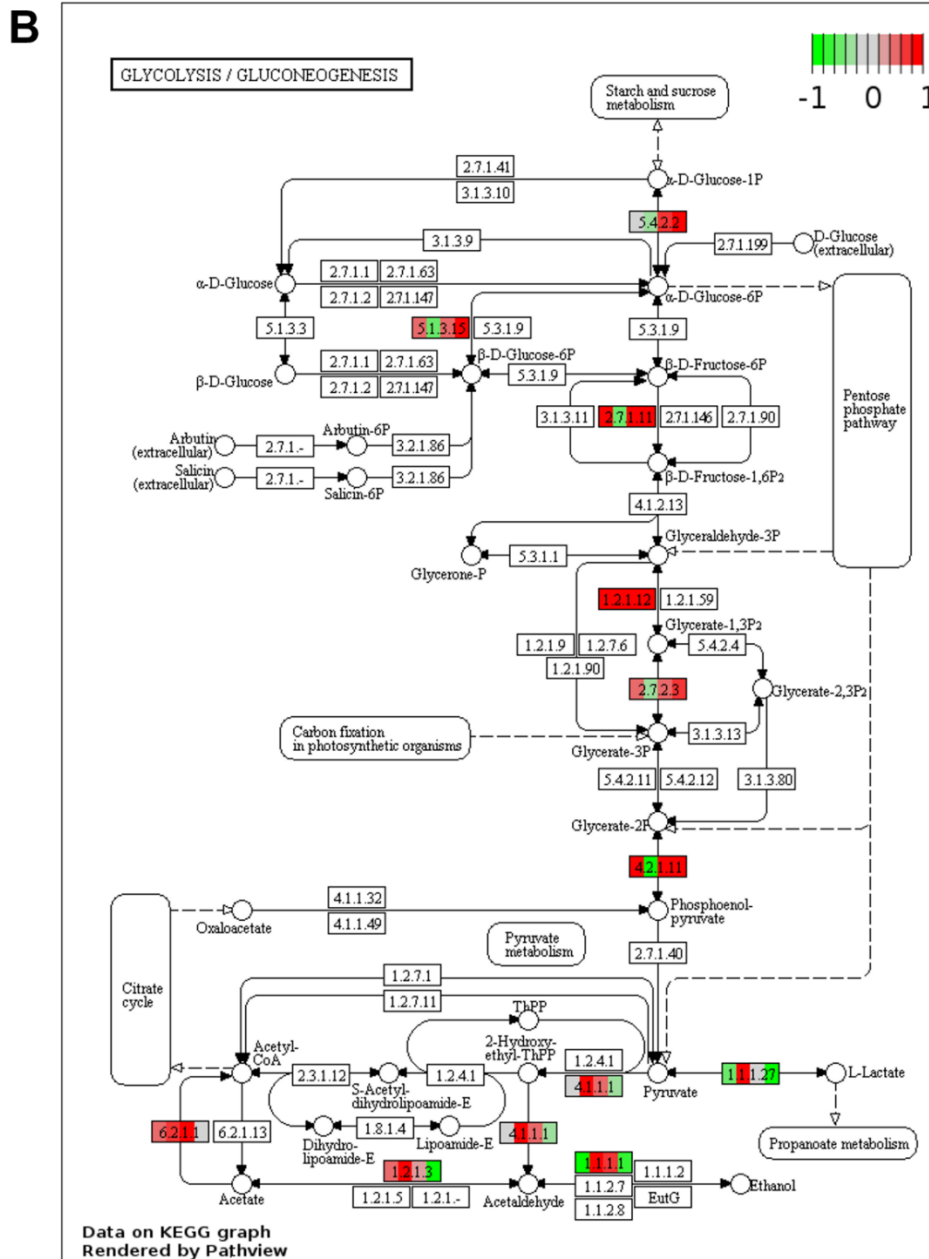 B
GLYCOLYSIS / GLUCONEOGENESIS
-1 0 1
Starch and sucrose
metabolism
2.7.1.41
3.1.3.10
α-D-Glucose-1P
5.4.2.2
3.1.3.9
2.7.1.199
D-Glucose
(extracellular)
α-D-Glucose
2.7.1.1 2.7.1.63
2.7.1.2 2.7.1.147
α-D-Glucose-6P
5.1.3.3
5.1.3.15 5.3.1.9
5.3.1.9
β-D-Glucose
2.7.1.1 2.7.1.63
2.7.1.2 2.7.1.147
β-D-Glucose-6P
5.3.1.9
β-D-Fructose-6P
Pentose
phosphate
pathway
3.1.3.11 2.7.1.11 2.7.1.146 2.7.1.90
Arbutin
(extracellular)
2.7.1.-
Arbutin-6P
3.2.1.86
Salicin
(extracellular)
2.7.1.-
Salicin-6P
3.2.1.86
β-D-Fructose-1,6P2
4.1.2.13
Glyceraldehyde-3P
5.3.1.1
Glycerone-P
1.2.1.12 1.2.1.59
1.2.1.9 1.2.7.6
1.2.1.90
Glycerate-1,3P2
5.4.2.4
2.7.2.3
Glycerate-2,3P2
Carbon fixation
in photosynthetic organisms
Glycerate-3P
3.1.3.13
5.4.2.11 5.4.2.12
3.1.3.80
Glycerate-2P
4.2.1.11
4.1.1.32
4.1.1.49
Oxaloacetate
Phosphoenol-
pyruvate
Pyruvate
metabolism
2.7.1.40
Citrate
cycle
1.2.7.1
1.2.7.11
ThPP
Acetyl-
CoA
2-Hydroxy-
ethyl-ThPP
2.3.1.12
S-Acetyl-
dihydrolipoamide-E
1.2.4.1
1.2.4.1
4.1.1.1
Pyruvate
1.1.1.27
L-Lactate
6.2.1.1 6.2.1.13
Dihydro-
lipoamide-E
1.8.1.4
Lipoamide-E
4.1.1.1
Propanoate metabolism
Acetate
1.2.1.3
1.2.1.5 1.2.1.-
Acetaldehyde
1.1.1.1 1.1.1.2
1.1.2.7 EutG
1.1.2.8
Ethanol
Data on KEGG graph
Rendered by Pathview